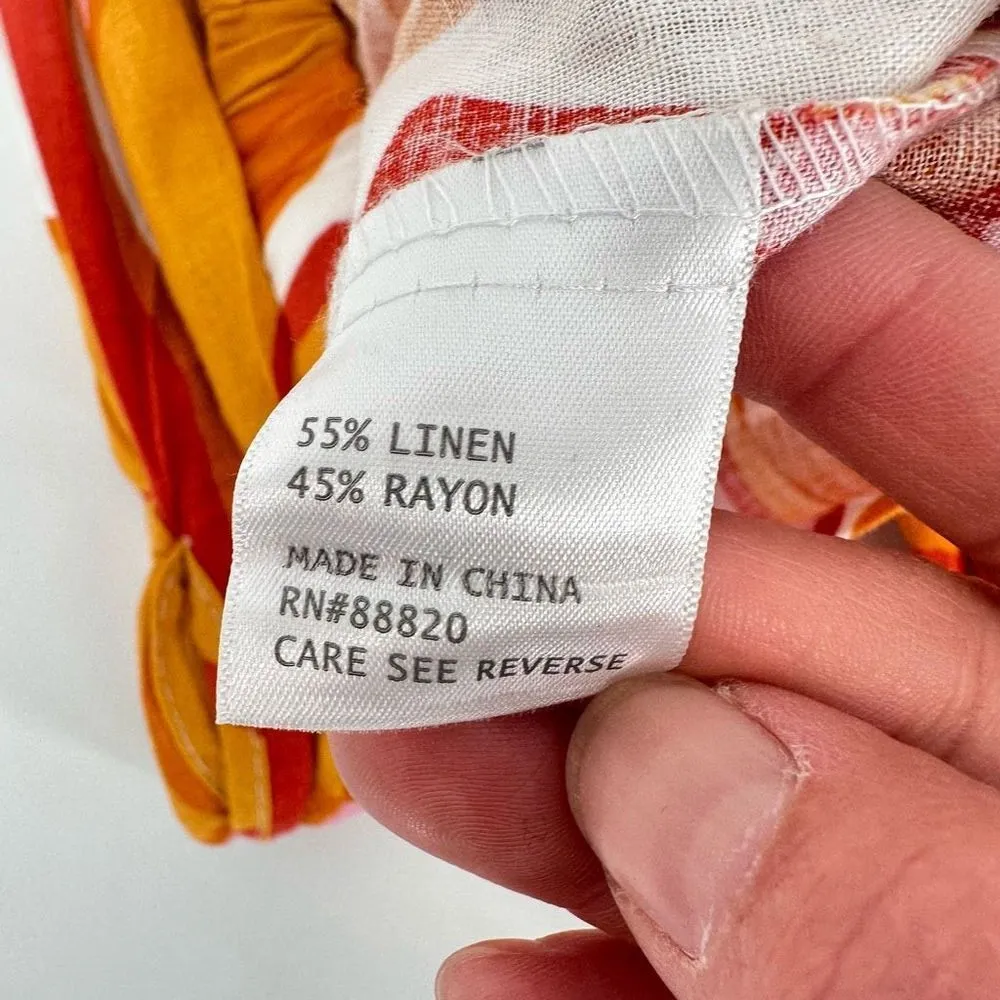 55% LINEN
45% RAYON
MADE IN CHINA
RN#88820
CARE SEE REVERSE